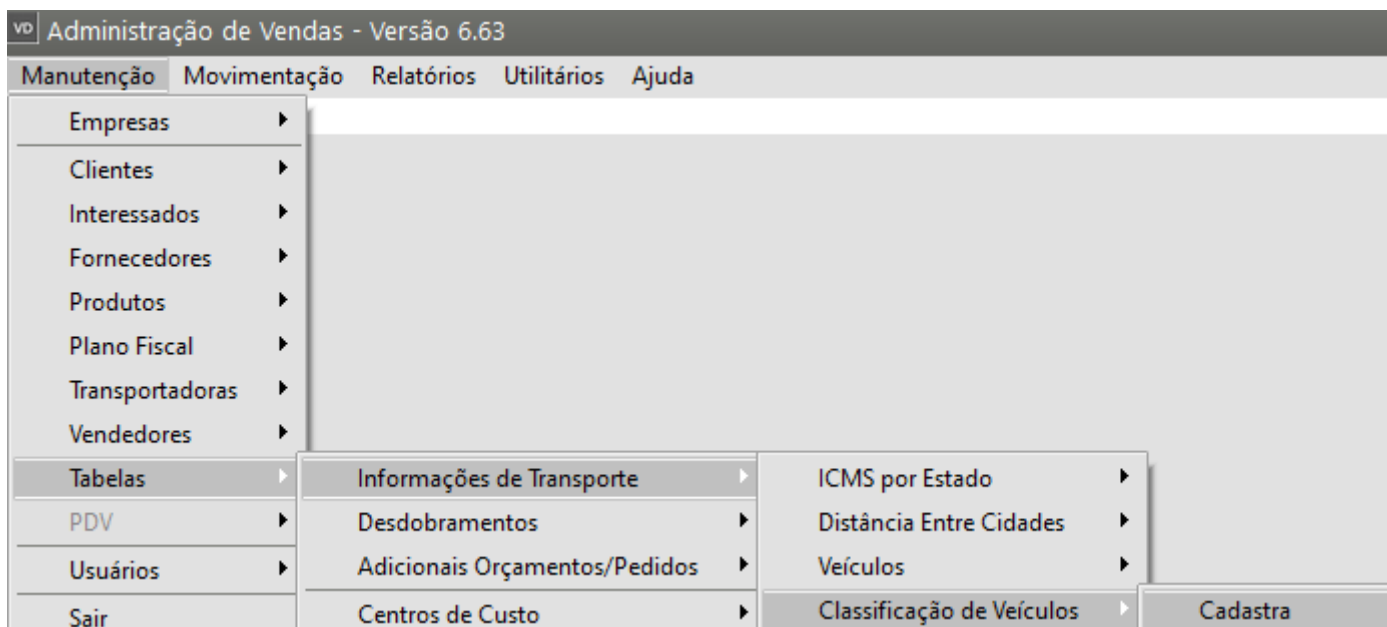 VD Administração de Vendas - Versão 6.63
Manutenção Movimentação Relatórios Utilitários Ajuda
Empresas
Clientes
Interessados
Fornecedores
Produtos
Plano Fiscal
Transportadoras
Vendedores
Tabelas Informações de Transporte ICMS por Estado
PDV Desdobramentos Distância Entre Cidades
Usuários Adicionais Orçamentos/Pedidos Veículos
Sair Centros de Custo Classificação de Veículos Cadastra